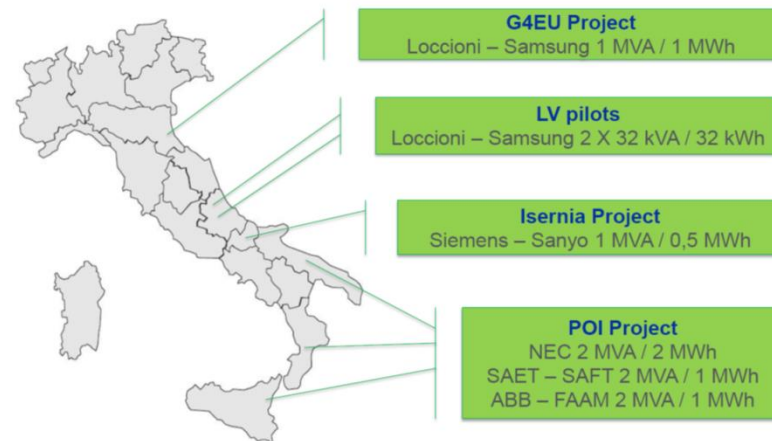 G4EU Project
Loccioni – Samsung 1 MVA / 1 MWh
LV pilots
Loccioni – Samsung 2 X 32 kVA / 32 kWh
Isernia Project
Siemens – Sanyo 1 MVA / 0,5 MWh
POI Project
NEC 2 MVA / 2 MWh
SAET – SAFT 2 MVA / 1 MWh
ABB – FAAM 2 MVA / 1 MWh